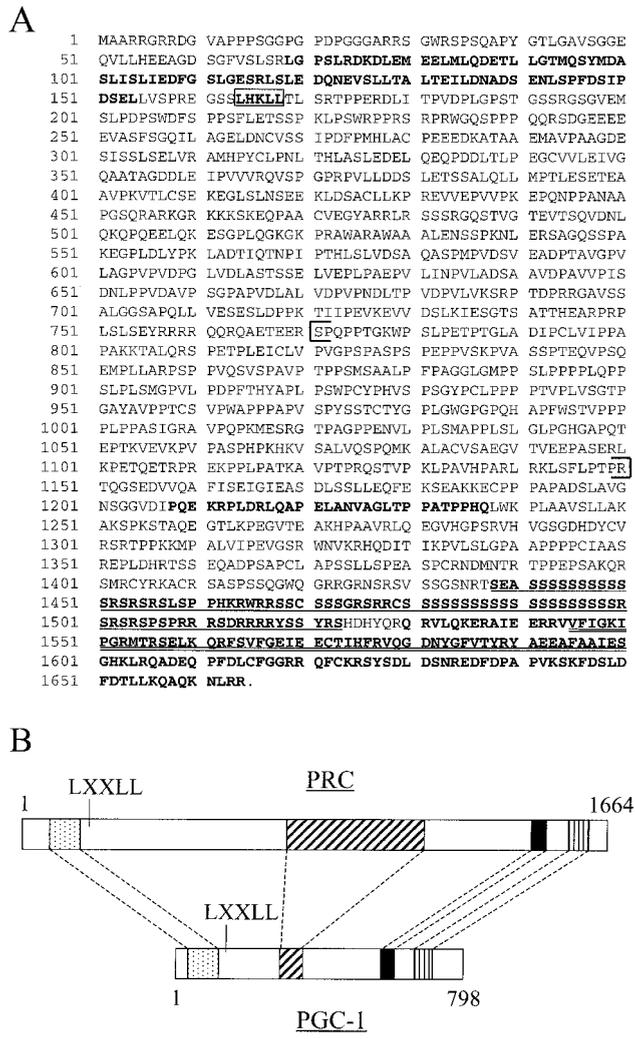 A
1 MAARRGRRDG VAPPPSGGPG PDPGGGARRS GWRSPSQAPY GTLGAVSGGE
51 QVLLHEEAGD SGFVSLSRLG PSLRDKDLEM EELMLQDETL LGTMQSYMDA
101 SLISLIEDFG SLGESRLSLE DQNEVSLLTA LTEILDNADS ENLSPFDSIP
151 DSELLVSPRE GSSLHKLLTL SRTPPERDLI TPVDPLGPST GSSRGSGVEM
201 SLPDPSWDFS PPSFLETSSP KLPSWRPPRS RPRWGQSPPP QQRSDGEEEE
251 EVASFSGQIL AGELDNCVSS IPDFPMHLAC PEEEDKATAA EMAVPAAGDE
301 SISSLSELVR AMHPYCLPNL THLASLEDEL QEQPDDLTLP EGCVVLEIVG
351 QAATAGDDLE IPVVVRQVSP GPRPVLLDDS LETSSALQLL MPTLESETEA
401 AVPKVTLCSE KEGLSLNSEE KLDSACLLKP REVVEPVVPK EPQNPPANAA
451 PGSQRARKGR KKKSKEQPAA CVEGYARRLR SSSRGQSTVG TEVTSQVDNL
501 QKQPQEELQK ESGPLQGKGK PRAWARAWAA ALENSSPKNL ERSAGQSSPA
551 KEGPLDLYPK LADTIQTNPI PTHLSLVDSA QASPMPVDSV EADPTAVGPV
601 LAGPVPVDPG LVDLASTSSE LVEPLPAEPV LINPVLADSA AVDPAVVPIS
651 DNLPPVDAVP SGPAPVDLAL VDPVPNDLTP VDPVLVKSRP TDPRRGAVSS
701 ALGGSAPQLL VESESLDPPK TIIPEVKEVV DSLKIESGTS ATTHEARPRP
751 LSLSEYRRRR QQRQAETEER SPQPPTGKWP SLPETPTGLA DIPCLVIPPA
801 PAKKTALQRS PETPLEICLV PVGPSPASPS PEPPVSKPVA SSPTEQVPSQ
851 EMPLLARPSP PVQSVSPAVP TPPSMSAALP FPAGGLGMPP SLPPPPLQPP
901 SLPLSMGPVL PDPFTHYAPL PSWPCYPHVS PSGYPCLPPP PTVPLVSGTP
951 GAYAVPPTCS VPWAPPPAPV SPYSSTCTYG PLGWGPGPQH APFWSTVPPP
1001 PLPPASIGRA VPQPKMESRG TPAGPPENVL PLSMAPPLSL GLPGHGAPQT
1051 EPTKVEVKPV PASPHPKHKV SALVQSPQMK ALACVSAEGV TVEEPASERL
1101 KPETQETRPR EKPPLPATKA VPTPRQSTVP KLPAVHPARL RKLSFLPTPR
1151 TQGSEDVVQA FISEIGIEAS DLSSLLEQFE KSEAKKECPP PAPADSLAVG
1201 NSGGVDIPQE KRPLDRLQAP ELANVAGLTP PATPPHQLWK PLAAVSLLAK
1251 AKSPKSTAQE GTLKPEGVTE AKHPAAVRLQ EGVHGPSRVH VGSGDHDYCV
1301 RSRTPPKKMP ALVIPEVGSR WNVKRHQDIT IKPVLSLGPA APPPPCIAAS
1351 REPLDHRTSS EQADPSAPCL APSSLLSPEA SPCRNDMNTR TPPEPSAKQR
1401 SMRCYRKACR SASPSSQGWQ GRRGRNSRSV SSGSNRTSEA SSSSSSSSSS
1451 SRSRSRSLSP PHKRWRRSSC SSSGRSRRCS SSSSSSSSSS SSSSSSSSSS
1501 SRSRSPSPRR RSDRRRRYSS YRSHDHYQRQ RVLQKERAIE ERRVVFIGKI
1551 PGRMTRSELK QRFSVFGEIE ECTIHFRVQG DNYGFVTYRY AEEAFAAIES
1601 GHKLRQADEQ PFDLCFGGRR QFCKRSYSDL DSNREDFDPA PVKSKFDSLD
1651 FDTLLKQAQK NLRR.
B
PRC
LXXLL
1 1664
LXXLL
1 798
PGC-1